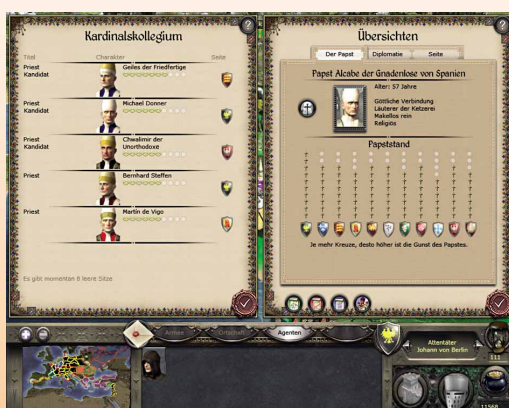 Kardinalskollegium
Titel Charakter Seite
Priest Kandidat Geiles der Friedfertige
Priest Kandidat Michael Donner
Priest Kandidat Chwalimir der Unorthodoxe
Priest Bernhard Steffen
Priest Martin de Vigo
Es gibt momentan 8 leere Sitze
Übersichten
Der Papst Diplomatie Seite
Papst Alcabe der Gnadenlose von Spanien
Alter: 57 Jahre
Göttliche Verbindung
Läuterer der Ketzerei
Makellos rein
Religiös
Papststand
Je mehr Kreuze, desto höher ist die Gunst des Papstes.
Armee Ortschaft Agenten
Attentäter
Johann von Berlin
111
11568